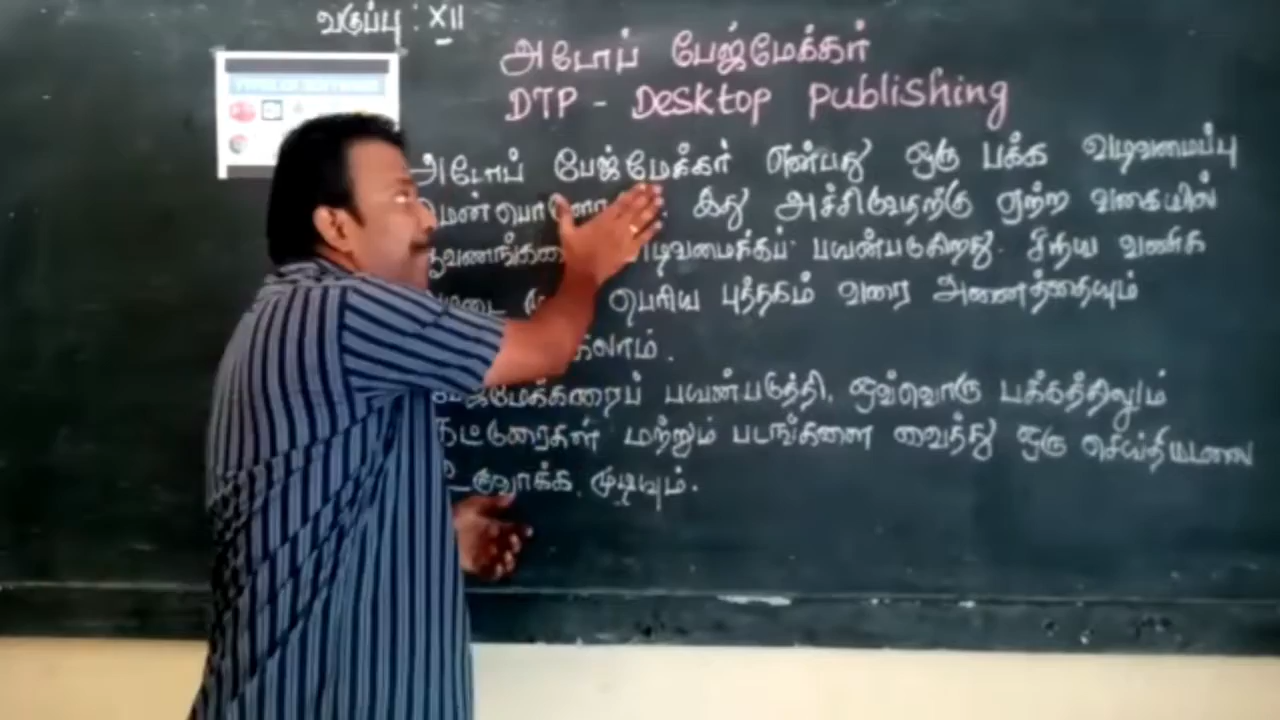 வகுப்பு : XII
அடோப் பேஜ்மேக்கர்
DTP - Desktop publishing
அடோப் பேஜ்மேக்கர் என்பது ஒரு பக்க வடிவமைப்பு
இது அச்சிடுவதற்கு ஏற்ற வகையில்
பயன்படுகிறது. சிறிய வணிக
பெரிய புத்தகம் வரை அனைத்தையும்
பயன்படுத்தி, ஒவ்வொரு பக்கத்திலும்
கட்டுரைகள் மற்றும் படங்களை வைத்து ஒரு செய்திமடலை
உருவாக்க முடியும்.